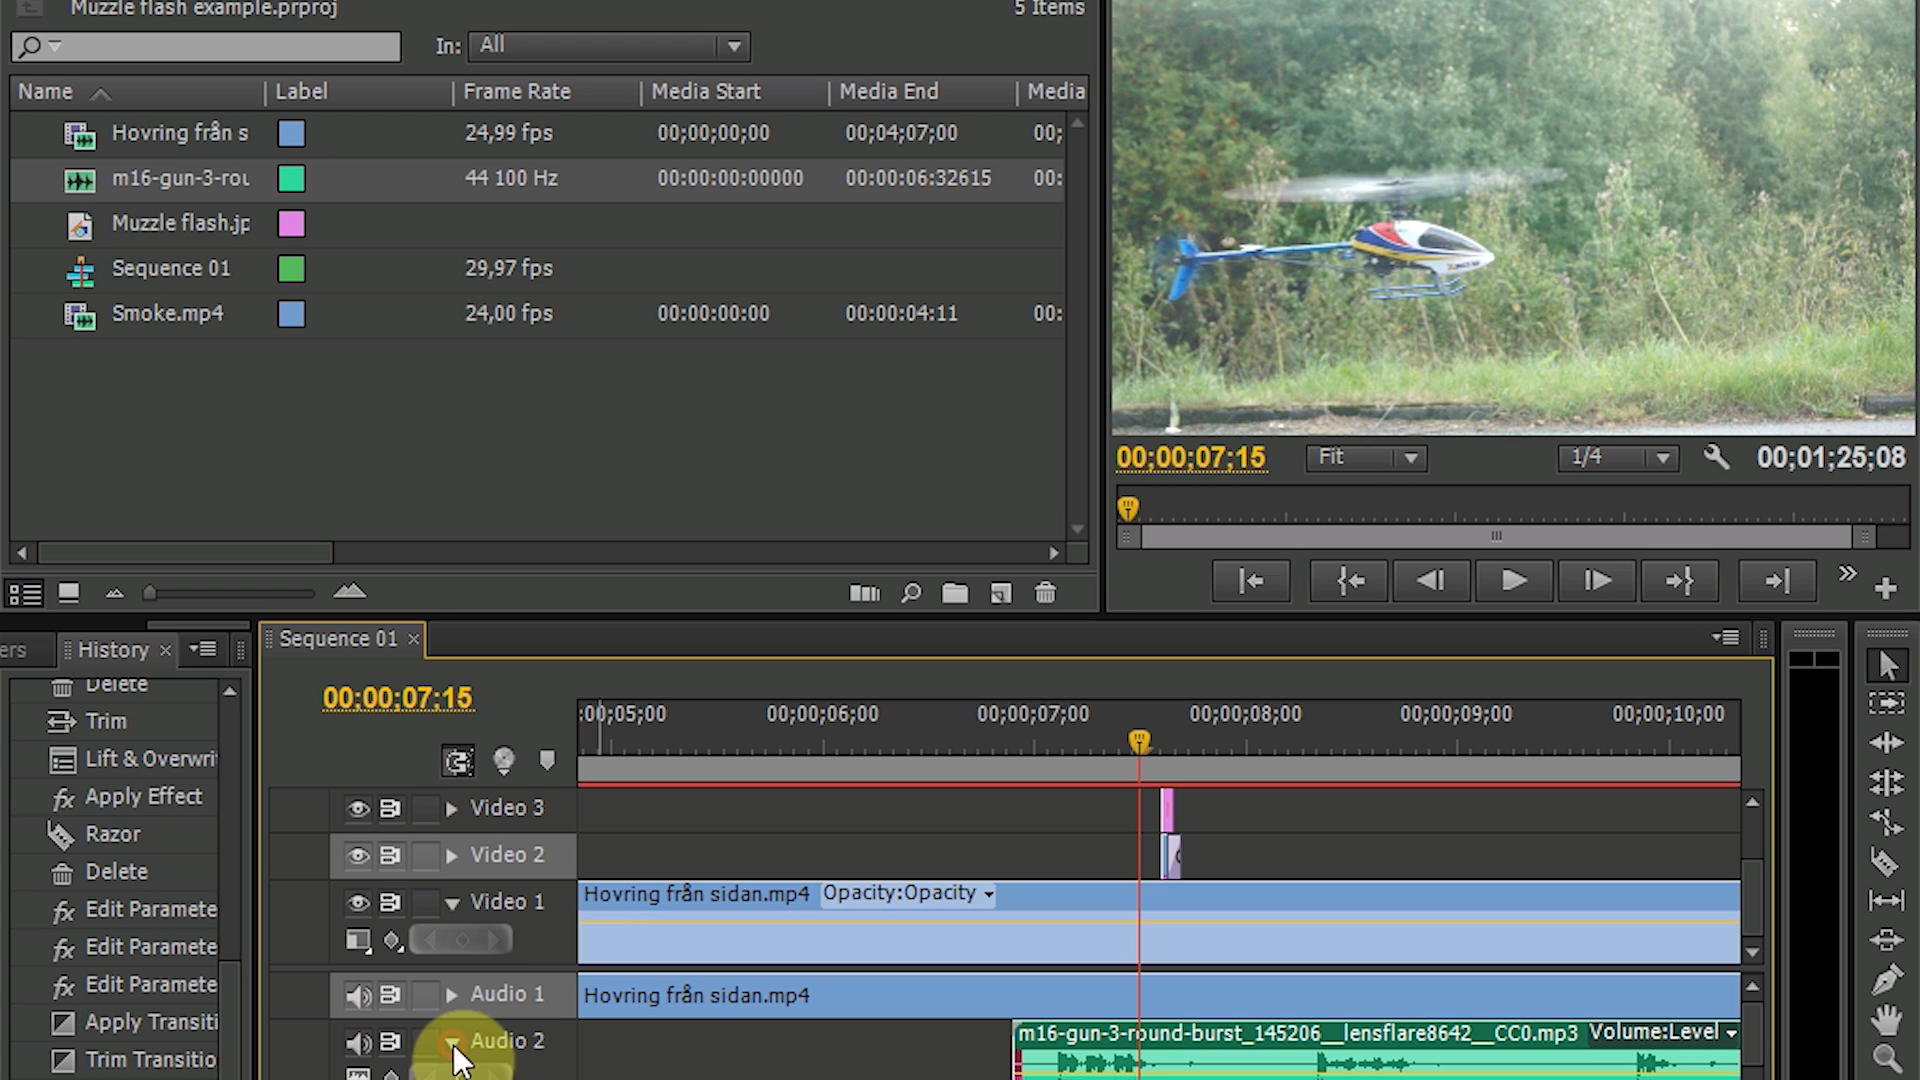 Muzzle flash example.prproj
5 Items
In: All
Name Label Frame Rate Media Start Media End Media
Hovring från s 24,99 fps 00;00;00;00 00;04;07;00 00;
m16-gun-3-rou 44 100 Hz 00:00:00:00000 00:00:06:32615 00:
Muzzle flash.jp
Sequence 01 29,97 fps
Smoke.mp4 24,00 fps 00:00:00:00 00:00:04:11 00:
00;00;07;15 Fit 1/4 00;01;25;08
ers History
Delete
Trim
Lift & Overwri
Apply Effect
Razor
Delete
Edit Paramete
Edit Paramete
Edit Paramete
Apply Transiti
Trim Transitio
Sequence 01
00;00;07;15
:00;05;00 00;00;06;00 00;00;07;00 00;00;08;00 00;00;09;00 00;00;10;00
Video 3
Video 2
Video 1 Hovring från sidan.mp4 Opacity:Opacity
Audio 1 Hovring från sidan.mp4
Audio 2 m16-gun-3-round-burst_145206__lensflare8642__CC0.mp3 Volume:Level